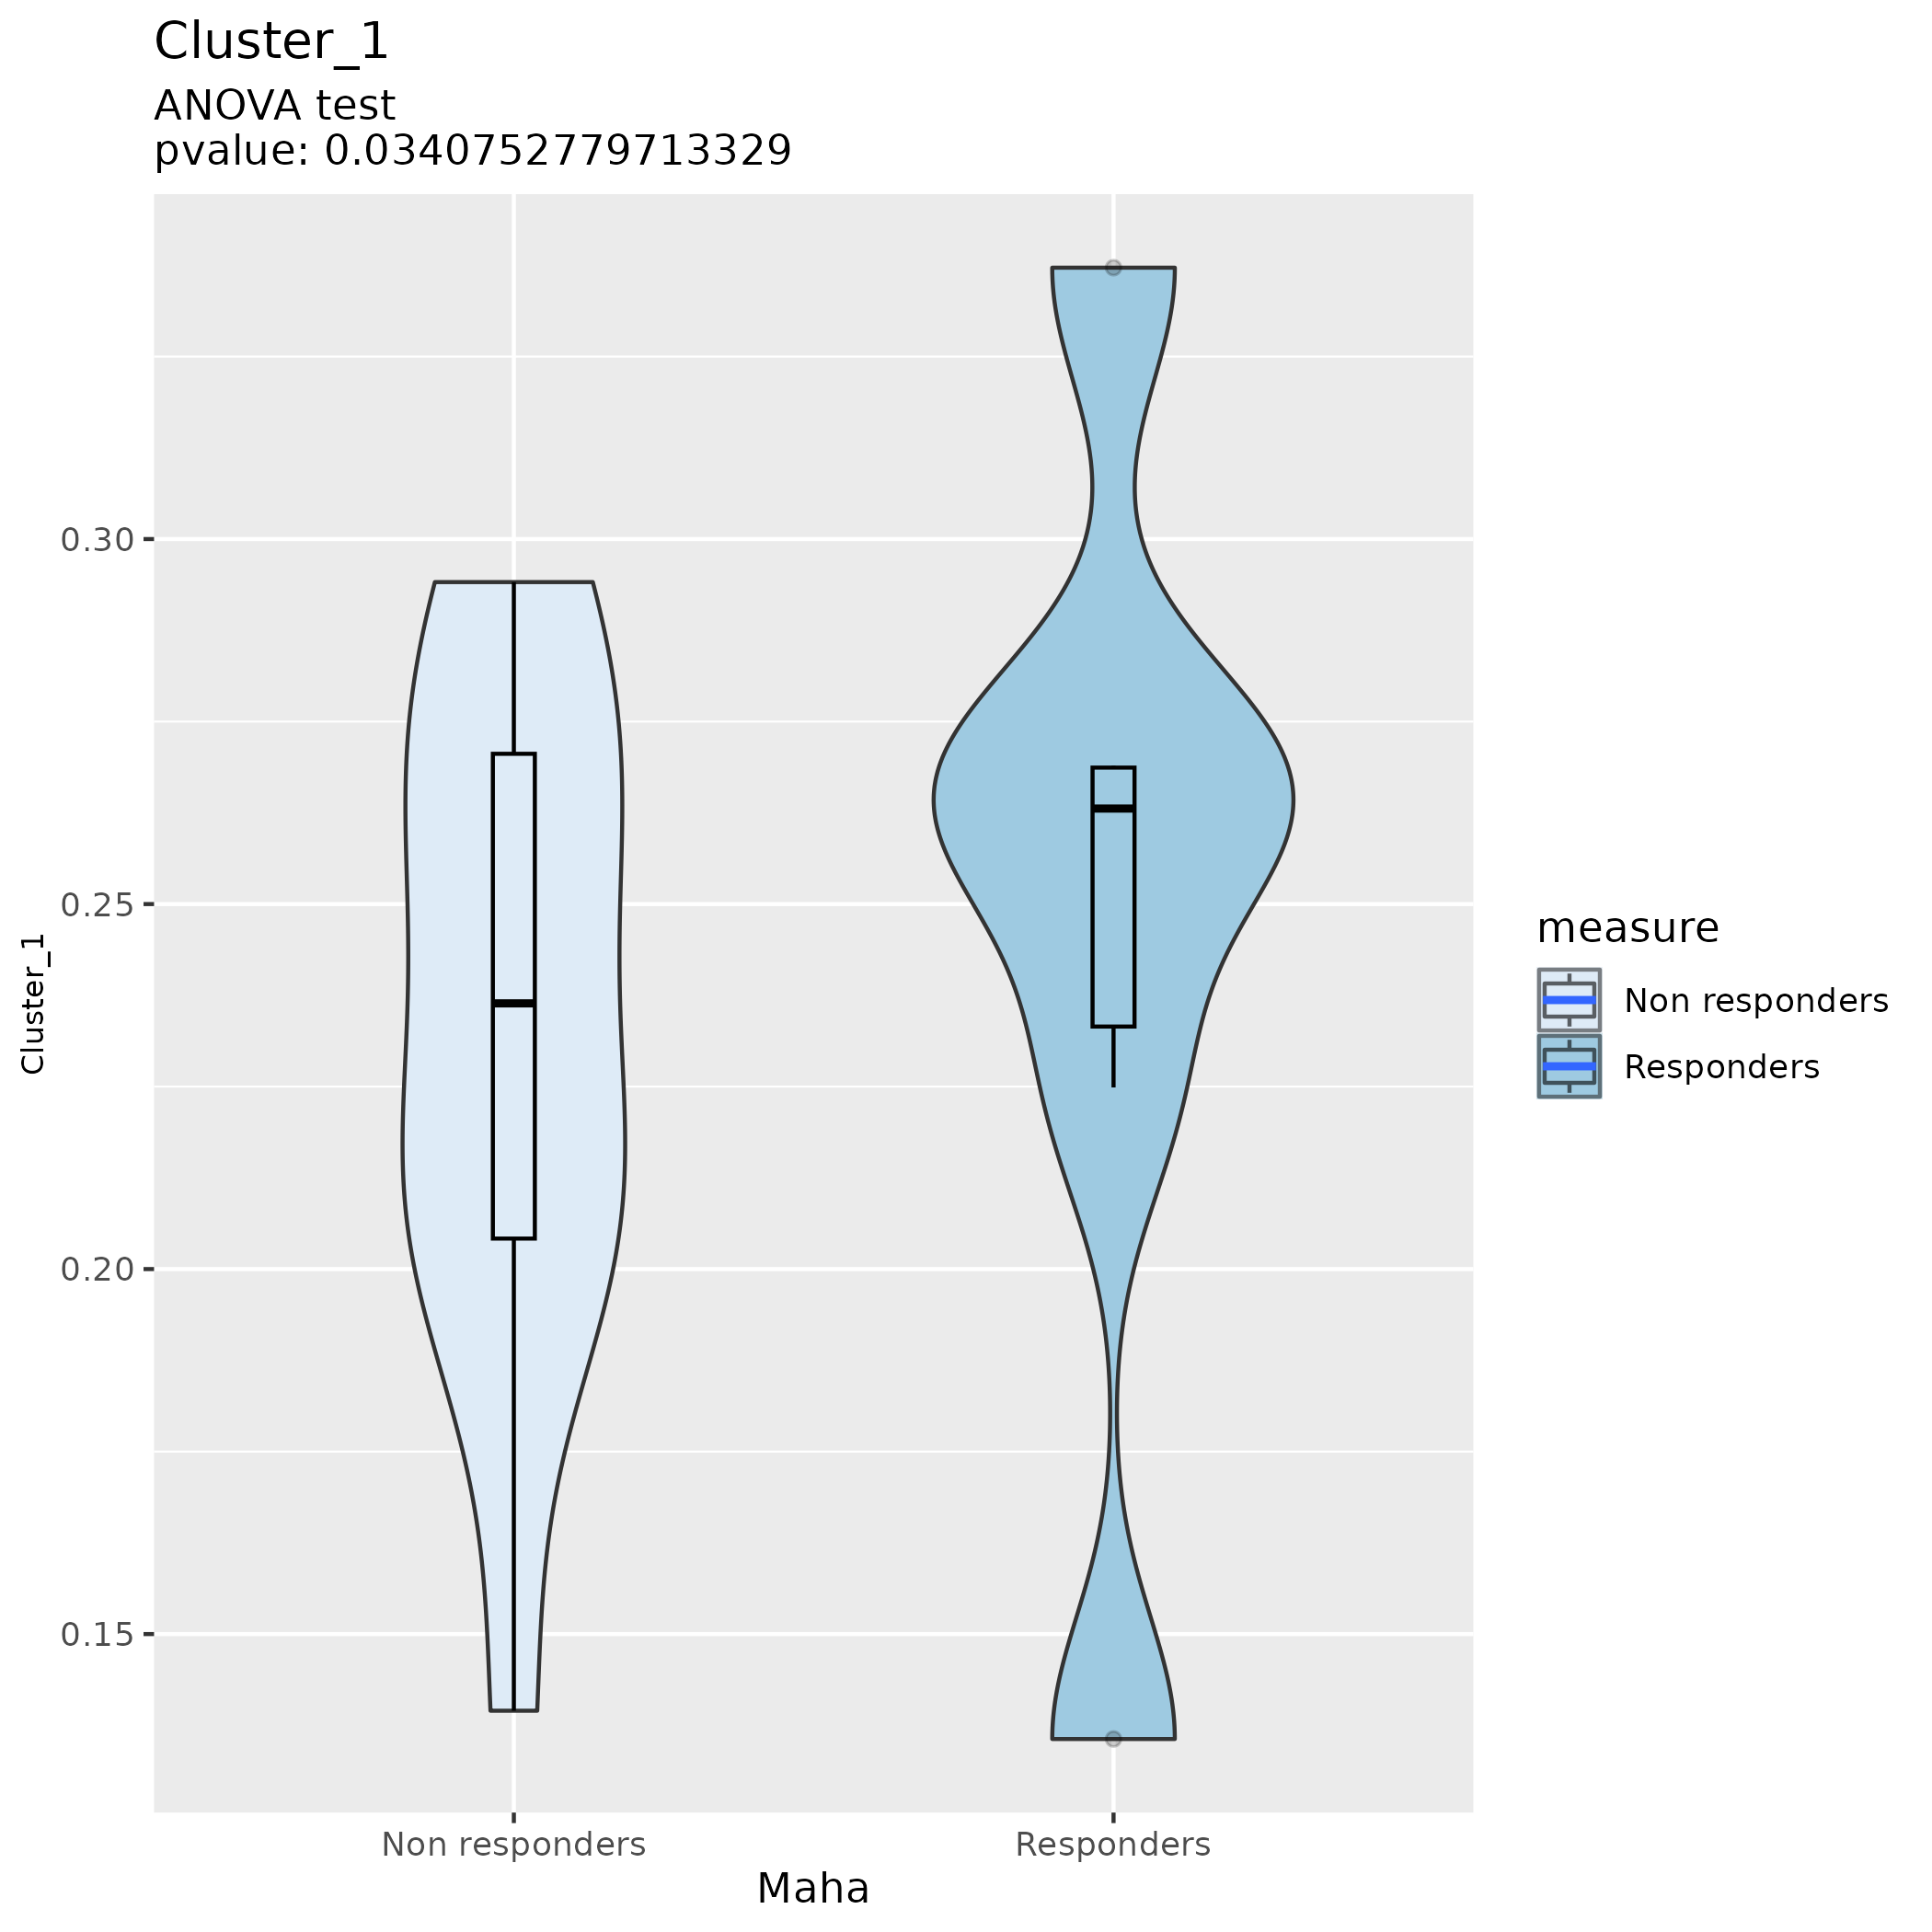 Cluster_1
ANOVA test
pvalue: 0.0340752779713329
0.30
0.25
0.20
0.15
Cluster_1
Non responders
Responders
Maha
measure
Non responders
Responders